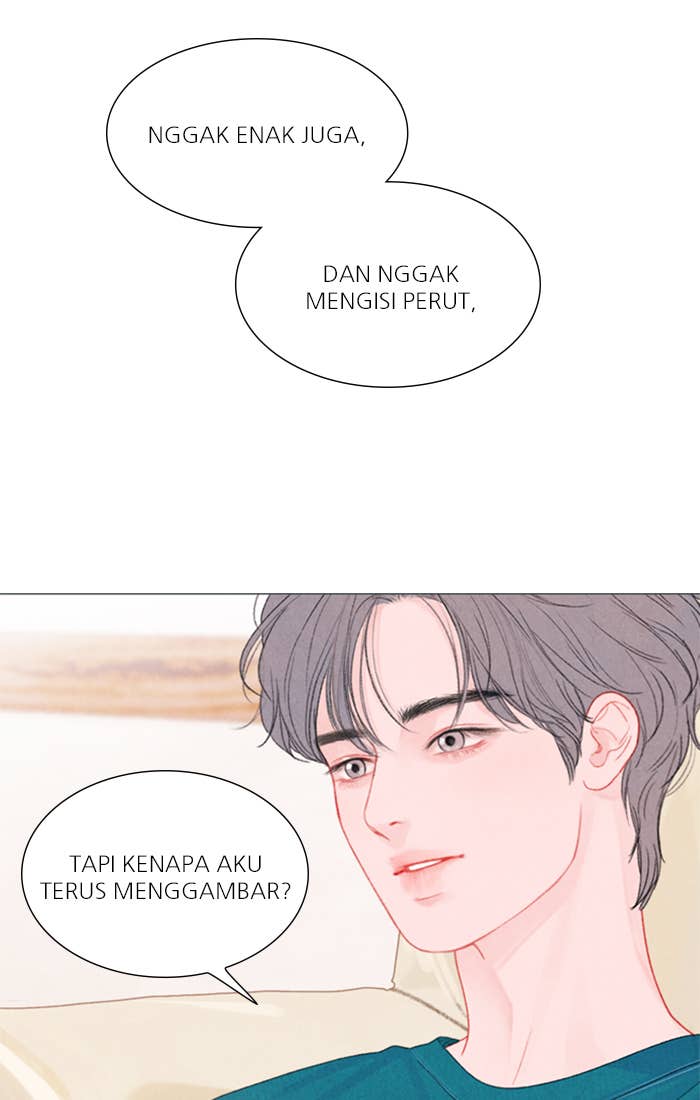 NGGAK ENAK JUGA,
DAN NGGAK
MENGISI PERUT,
TAPI KENAPA AKU
TERUS MENGGAMBAR?